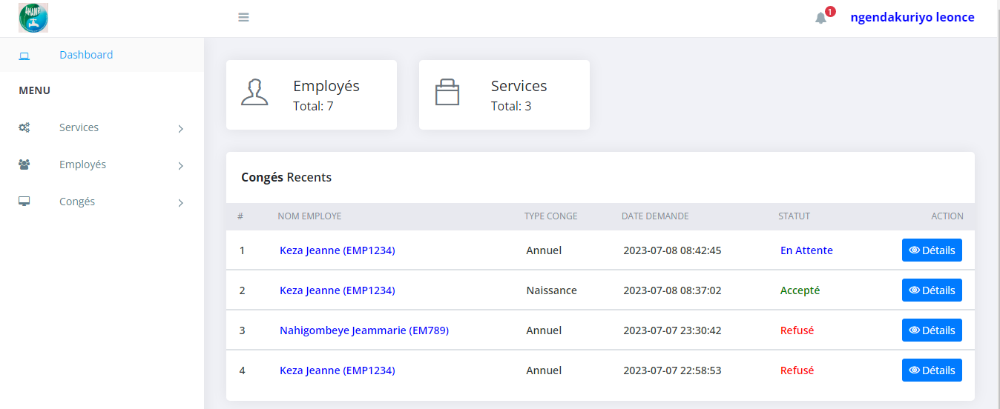 AHAMR
1
ngendakuriyo leonce
Dashboard
MENU
Services
Employés
Congés
Employés
Total: 7
Services
Total: 3
Congés Recents
# NOM EMPLOYE TYPE CONGE DATE DEMANDE STATUT ACTION
1 Keza Jeanne (EMP1234) Annuel 2023-07-08 08:42:45 En Attente Détails
2 Keza Jeanne (EMP1234) Naissance 2023-07-08 08:37:02 Accepté Détails
3 Nahigombeye Jeammarie (EM789) Annuel 2023-07-07 23:30:42 Refusé Détails
4 Keza Jeanne (EMP1234) Annuel 2023-07-07 22:58:53 Refusé Détails